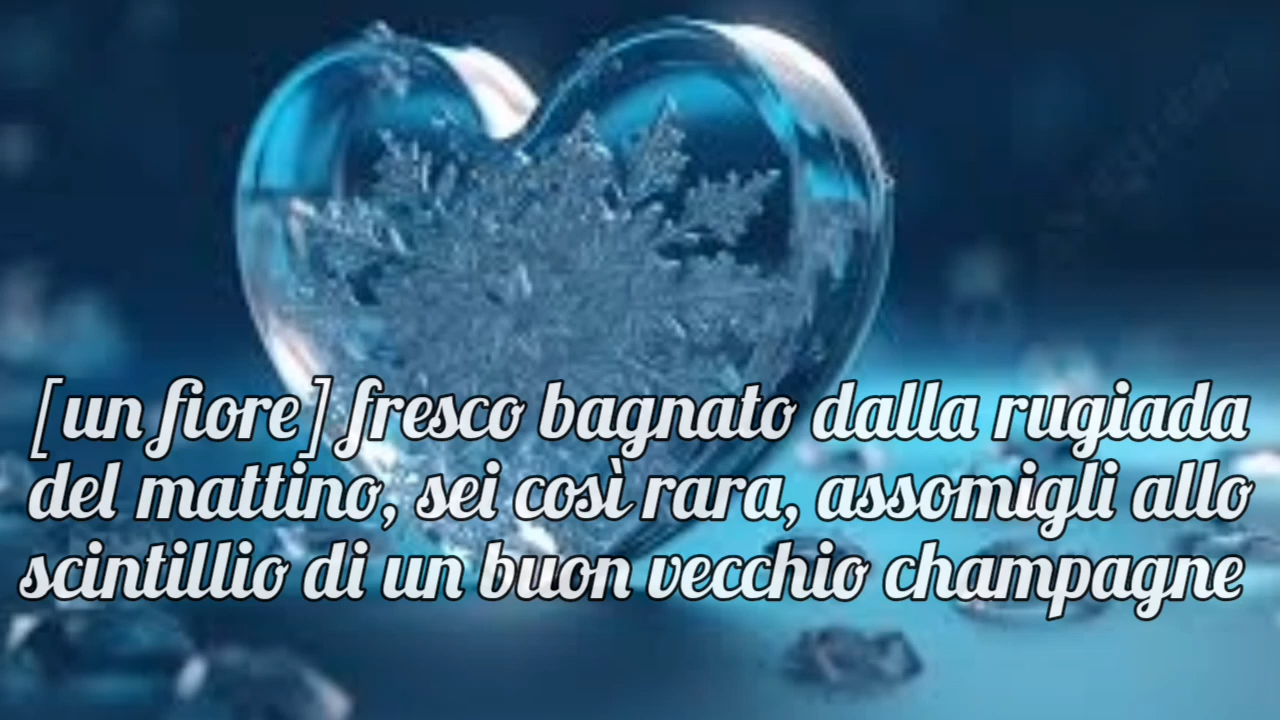 [un fiore] fresco bagnato dalla rugiada
del mattino, sei così rara, assomigli allo
scintillio di un buon vecchio champagne